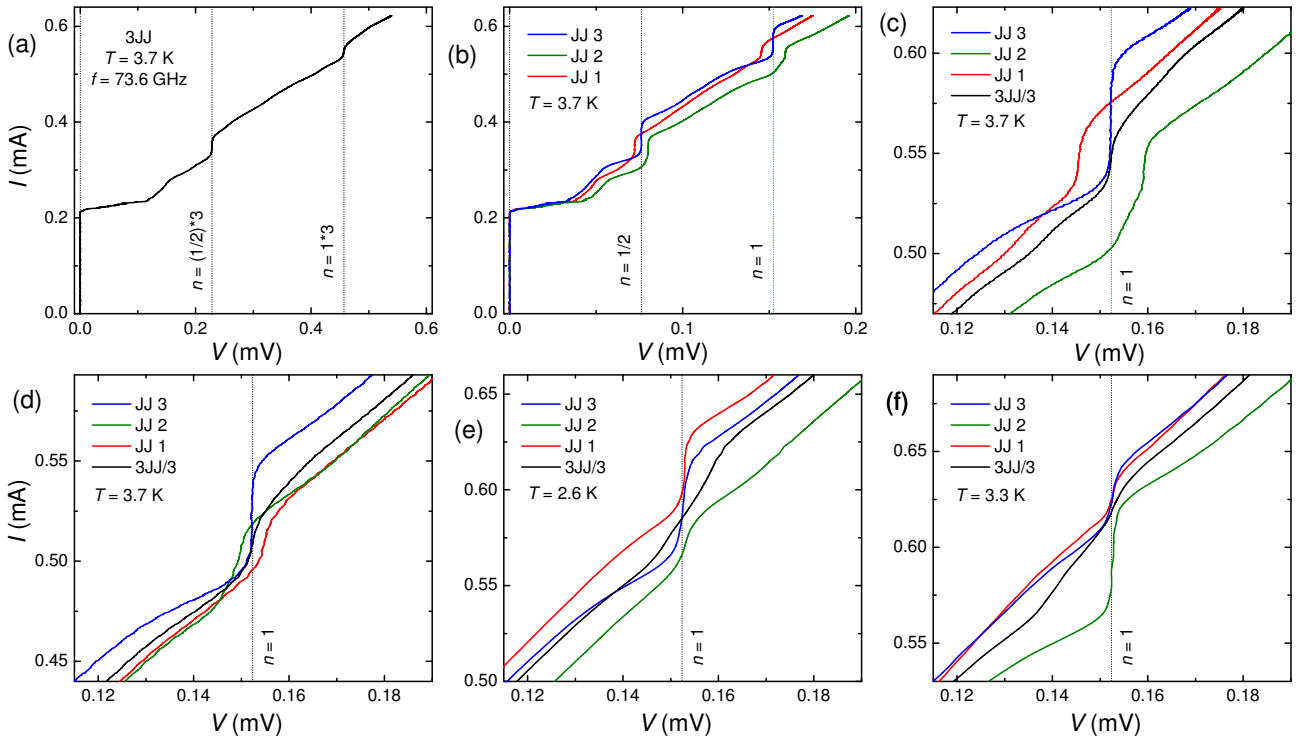 (a)
3JJ
T = 3.7 K
f = 73.6 GHz
0.6
0.4
0.2
0.0
I (mA)
n = (1/2)*3
n = 1*3
0.0 0.2 0.4 0.6
V (mV)
(b)
JJ 3
JJ 2
JJ 1
T = 3.7 K
0.6
0.4
0.2
0.0
n = 1/2
n = 1
0.0 0.1 0.2
V (mV)
(c)
JJ 3
JJ 2
JJ 1
3JJ/3
T = 3.7 K
0.60
0.55
0.50
n = 1
0.12 0.14 0.16 0.18
V (mV)
(d)
JJ 3
JJ 2
JJ 1
3JJ/3
T = 3.7 K
0.55
0.50
0.45
I (mA)
n = 1
0.12 0.14 0.16 0.18
V (mV)
(e)
JJ 3
JJ 2
JJ 1
3JJ/3
T = 2.6 K
0.65
0.60
0.55
0.50
n = 1
0.12 0.14 0.16 0.18
V (mV)
(f)
JJ 3
JJ 1
JJ 2
3JJ/3
T = 3.3 K
0.65
0.60
0.55
n = 1
0.12 0.14 0.16 0.18
V (mV)